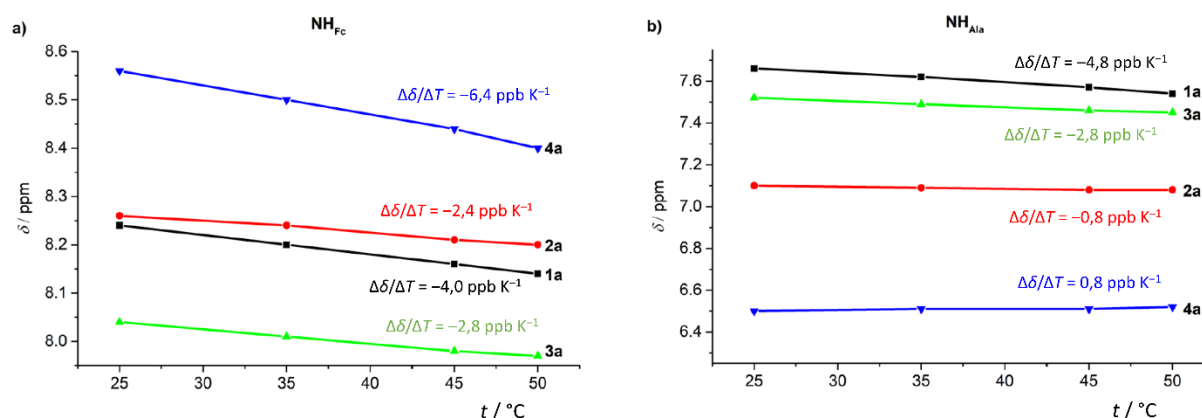 a)
NH_Fc
8.6
8.5
8.4
8.3
8.2
8.1
8.0
δ / ppm
Δδ/ΔT = −6,4 ppb K⁻¹
4a
Δδ/ΔT = −2,4 ppb K⁻¹
2a
1a
Δδ/ΔT = −4,0 ppb K⁻¹
Δδ/ΔT = −2,8 ppb K⁻¹
3a
25 30 35 40 45 50
t / °C
b)
NH_Ala
7.6
7.4
7.2
7.0
6.8
6.6
6.4
δ / ppm
Δδ/ΔT = −4,8 ppb K⁻¹
1a
3a
Δδ/ΔT = −2,8 ppb K⁻¹
2a
Δδ/ΔT = −0,8 ppb K⁻¹
Δδ/ΔT = 0,8 ppb K⁻¹
4a
25 30 35 40 45 50
t / °C